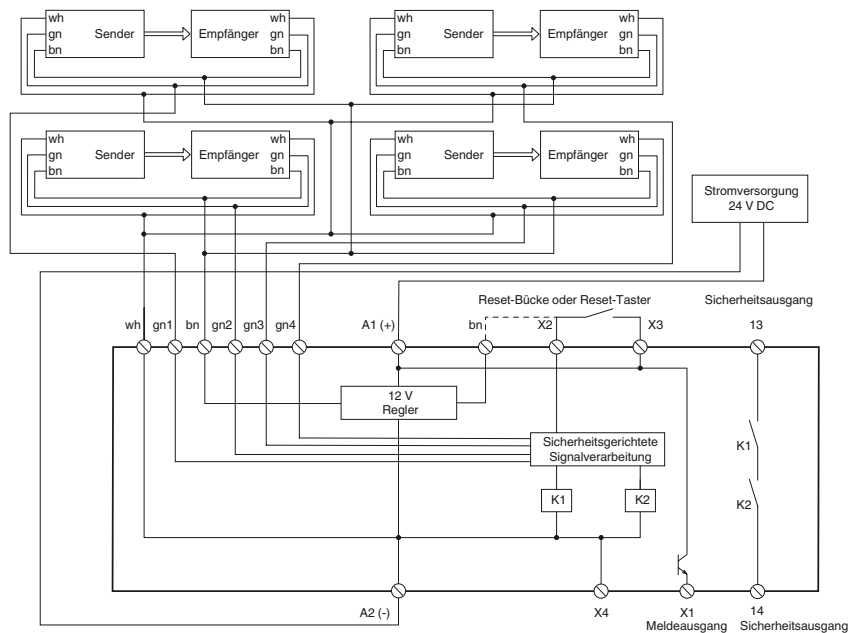 wh
gn
bn
Sender
Empfänger
wh
gn
bn
wh
gn
bn
Sender
Empfänger
wh
gn
bn
wh
gn
bn
Sender
Empfänger
wh
gn
bn
wh
gn
bn
Sender
Empfänger
wh
gn
bn
Stromversorgung
24 V DC
Reset-Bücke oder Reset-Taster
Sicherheitsausgang
wh
gn1
bn
gn2
gn3
gn4
A1 (+)
bn
X2
X3
13
12 V
Regler
Sicherheitsgerichtete
Signalverarbeitung
K1
K1
K2
K2
A2 (-)
X4
X1
Meldeausgang
14
Sicherheitsausgang